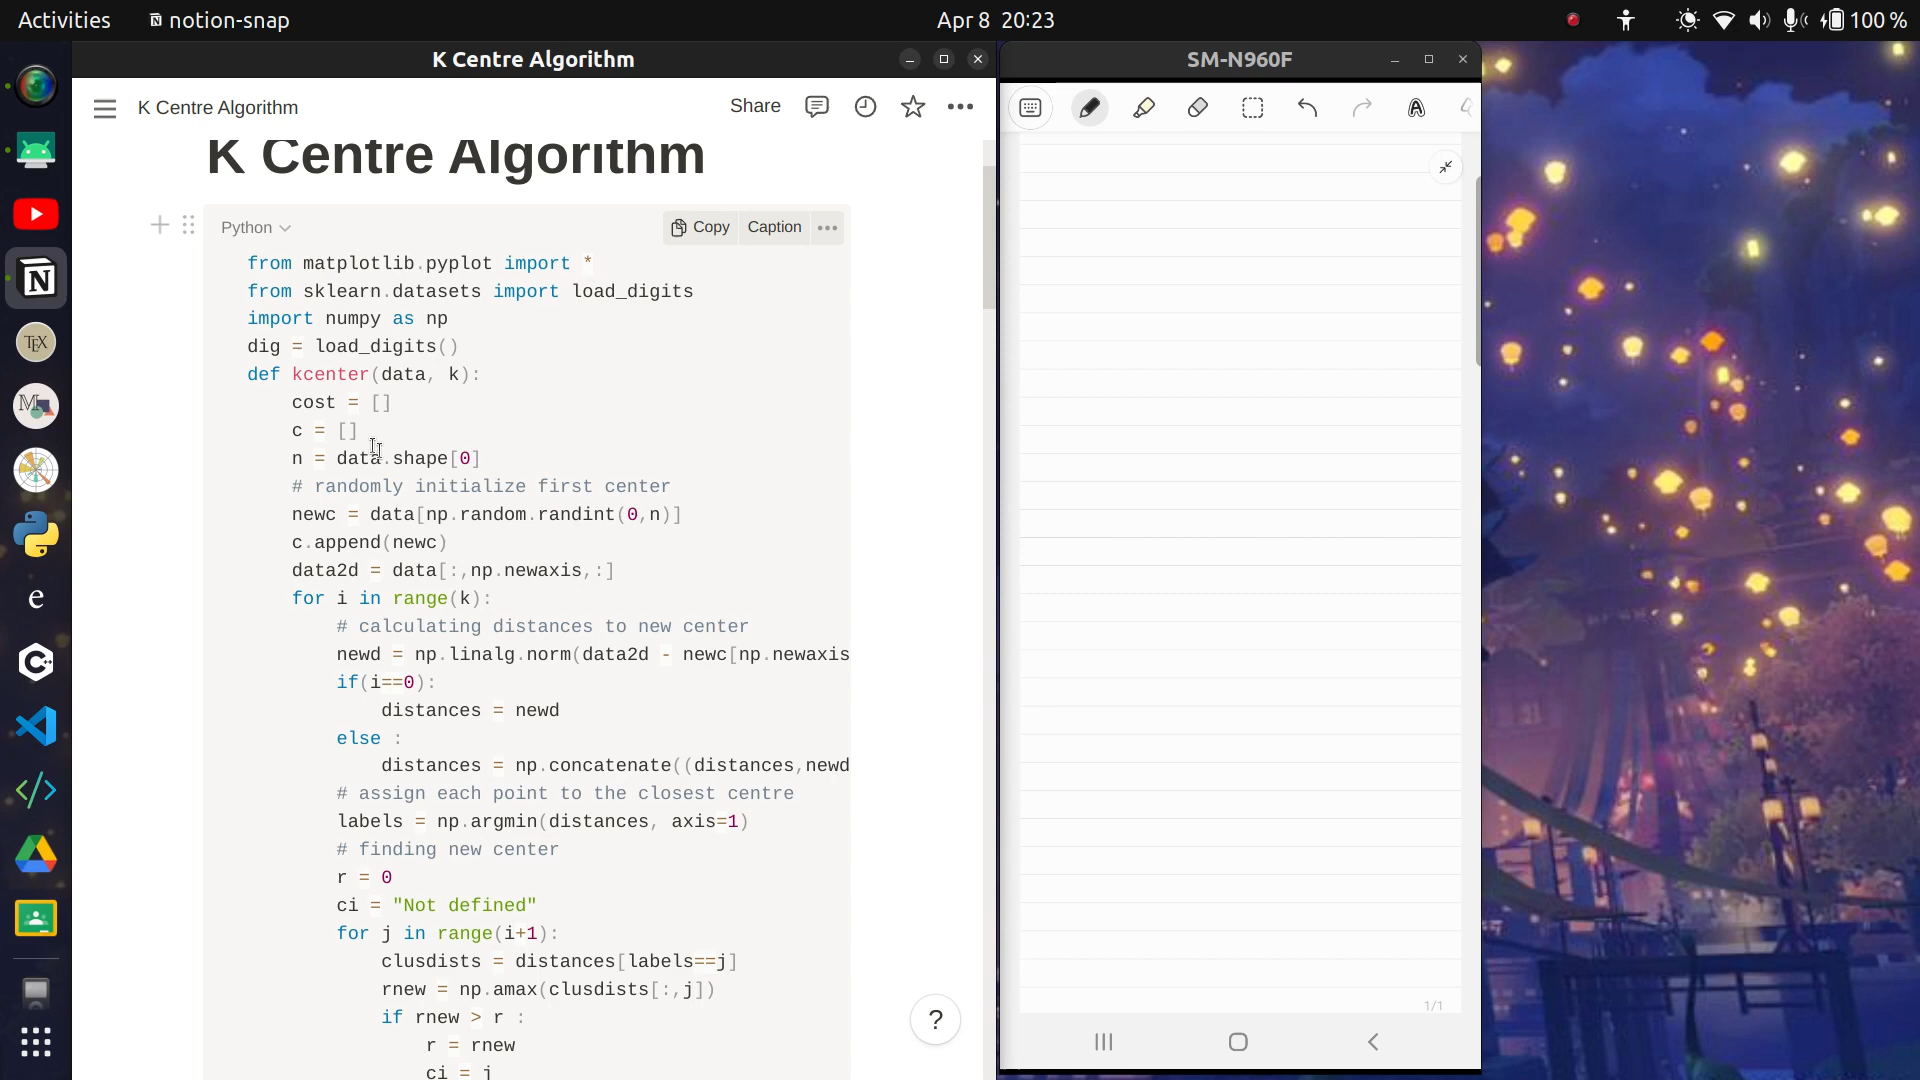 Activities notion-snap Apr 8 20:23 100 %
K Centre Algorithm
SM-N960F
K Centre Algorithm Share
K Centre Algorithm
Python Copy Caption
from matplotlib.pyplot import *
from sklearn.datasets import load_digits
import numpy as np
dig = load_digits()
def kcenter(data, k):
cost = []
c = []
n = data.shape[0]
# randomly initialize first center
newc = data[np.random.randint(0,n)]
c.append(newc)
data2d = data[:,np.newaxis,:]
for i in range(k):
# calculating distances to new center
newd = np.linalg.norm(data2d - newc[np.newaxis
if(i==0):
distances = newd
else :
distances = np.concatenate((distances,newd
# assign each point to the closest centre
labels = np.argmin(distances, axis=1)
# finding new center
r = 0
ci = "Not defined"
for j in range(i+1):
clusdists = distances[labels==j]
rnew = np.amax(clusdists[:,j])
if rnew > r :
r = rnew
ci = j
?
1/1
TEX
e